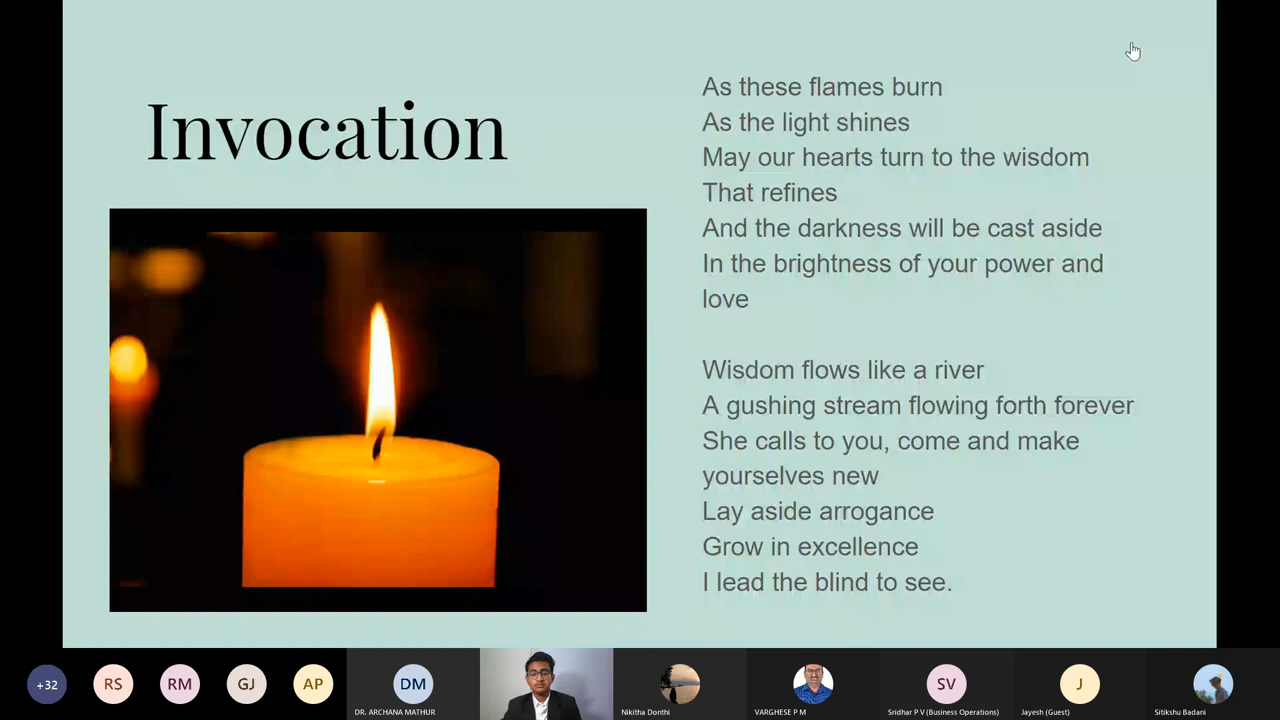 Invocation
As these flames burn
As the light shines
May our hearts turn to the wisdom
That refines
And the darkness will be cast aside
In the brightness of your power and
love
Wisdom flows like a river
A gushing stream flowing forth forever
She calls to you, come and make
yourselves new
Lay aside arrogance
Grow in excellence
I lead the blind to see.
+32
RS
RM
GJ
AP
DM
SV
J
DR. ARCHANA MATHUR
Nikitha Donthi
VARGHESE P M
Sridhar P V (Business Operations)
Jayesh (Guest)
Sitikshu Badani